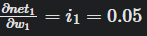 ∂net₁/∂w₁ = i₁ = 0.05